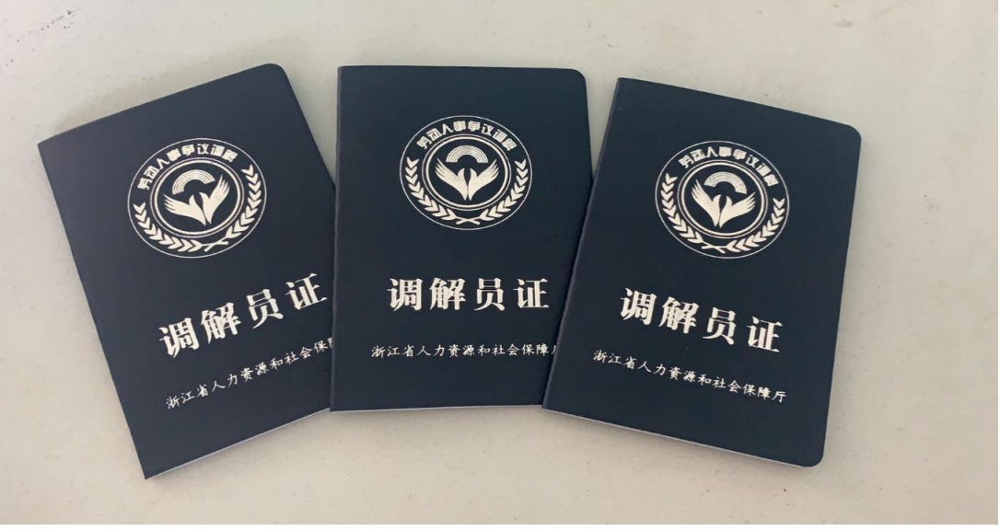 劳动人事争议调解
调解员证
浙江省人力资源和社会保
劳动人事争议调解
调解员证
浙江省人力资源和社会保障
劳动人事争议调解
调解员证
浙江省人力资源和社会保障厅